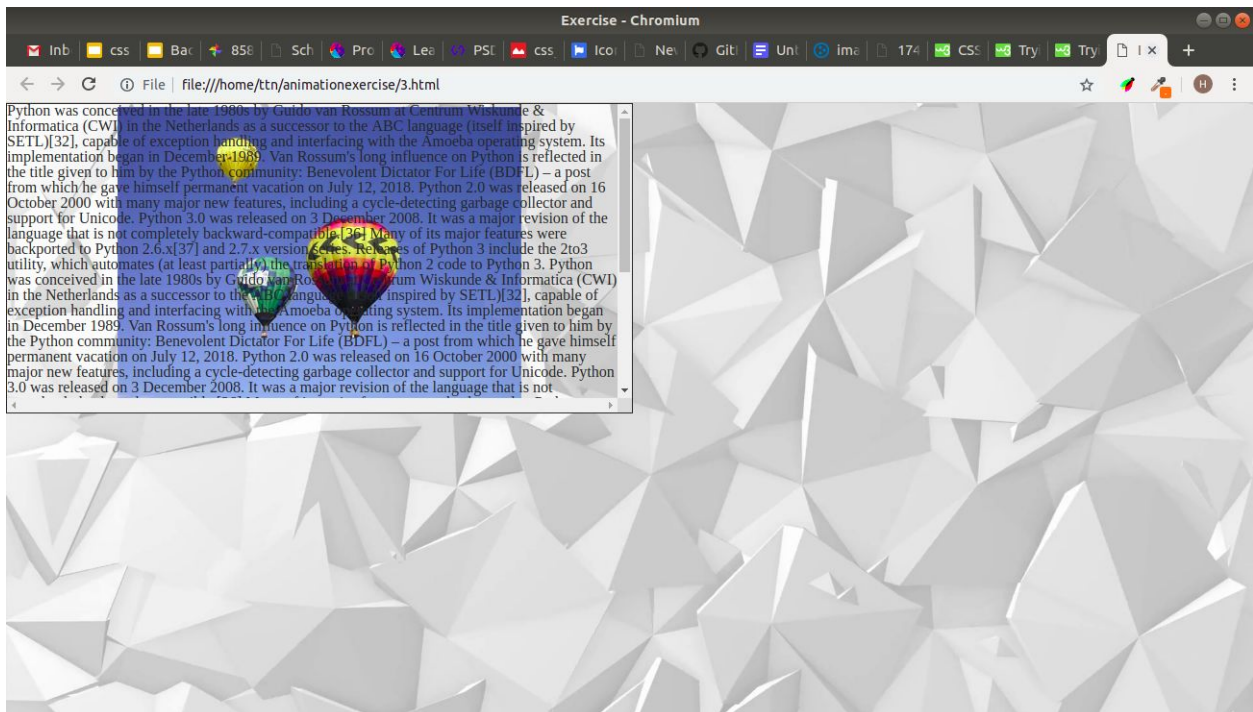 Exercise - Chromium
Inb css Bac 858 Sch Pro Lea PSD css_ Icon New Git Unt ima 174 CSS Try Try
File file:///home/ttn/animationexercise/3.html H
Python was conceived in the late 1980s by Guido van Rossum at Centrum Wiskunde &
Informatica (CWI) in the Netherlands as a successor to the ABC language (itself inspired by
SETL)[32], capable of exception handling and interfacing with the Amoeba operating system. Its
implementation began in December 1989. Van Rossum's long influence on Python is reflected in
the title given to him by the Python community: Benevolent Dictator For Life (BDFL) – a post
from which he gave himself permanent vacation on July 12, 2018. Python 2.0 was released on 16
October 2000 with many major new features, including a cycle-detecting garbage collector and
support for Unicode. Python 3.0 was released on 3 December 2008. It was a major revision of the
language that is not completely backward-compatible.[36] Many of its major features were
backported to Python 2.6.x[37] and 2.7.x version series. Releases of Python 3 include the 2to3
utility, which automates (at least partially) the translation of Python 2 code to Python 3. Python
was conceived in the late 1980s by Guido van Rossum at Centrum Wiskunde & Informatica (CWI)
in the Netherlands as a successor to the ABC language (itself inspired by SETL)[32], capable of
exception handling and interfacing with the Amoeba operating system. Its implementation began
in December 1989. Van Rossum's long influence on Python is reflected in the title given to him by
the Python community: Benevolent Dictator For Life (BDFL) – a post from which he gave himself
permanent vacation on July 12, 2018. Python 2.0 was released on 16 October 2000 with many
major new features, including a cycle-detecting garbage collector and support for Unicode. Python
3.0 was released on 3 December 2008. It was a major revision of the language that is not